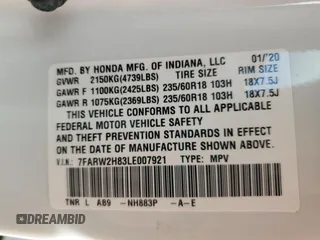 MFD. BY HONDA MFG. OF INDIANA, LLC 01/'20
GVWR 2150KG(4739LBS) TIRE SIZE RIM SIZE
GAWR F 1100KG(2425LBS) 235/60R18 103H 18X7.5J
GAWR R 1075KG(2369LBS) 235/60R18 103H 18X7.5J
THIS VEHICLE CONFORMS TO ALL APPLICABLE
FEDERAL MOTOR VEHICLE SAFETY, BUMPER,
AND THEFT PREVENTION STANDARDS IN EFFECT
ON THE DATE OF MANUFACTURE SHOWN ABOVE.
V.I.N: 7FARW2H83LE007921 TYPE: MPV
TNR L A89 -NH883P -A-E
DREAMBID